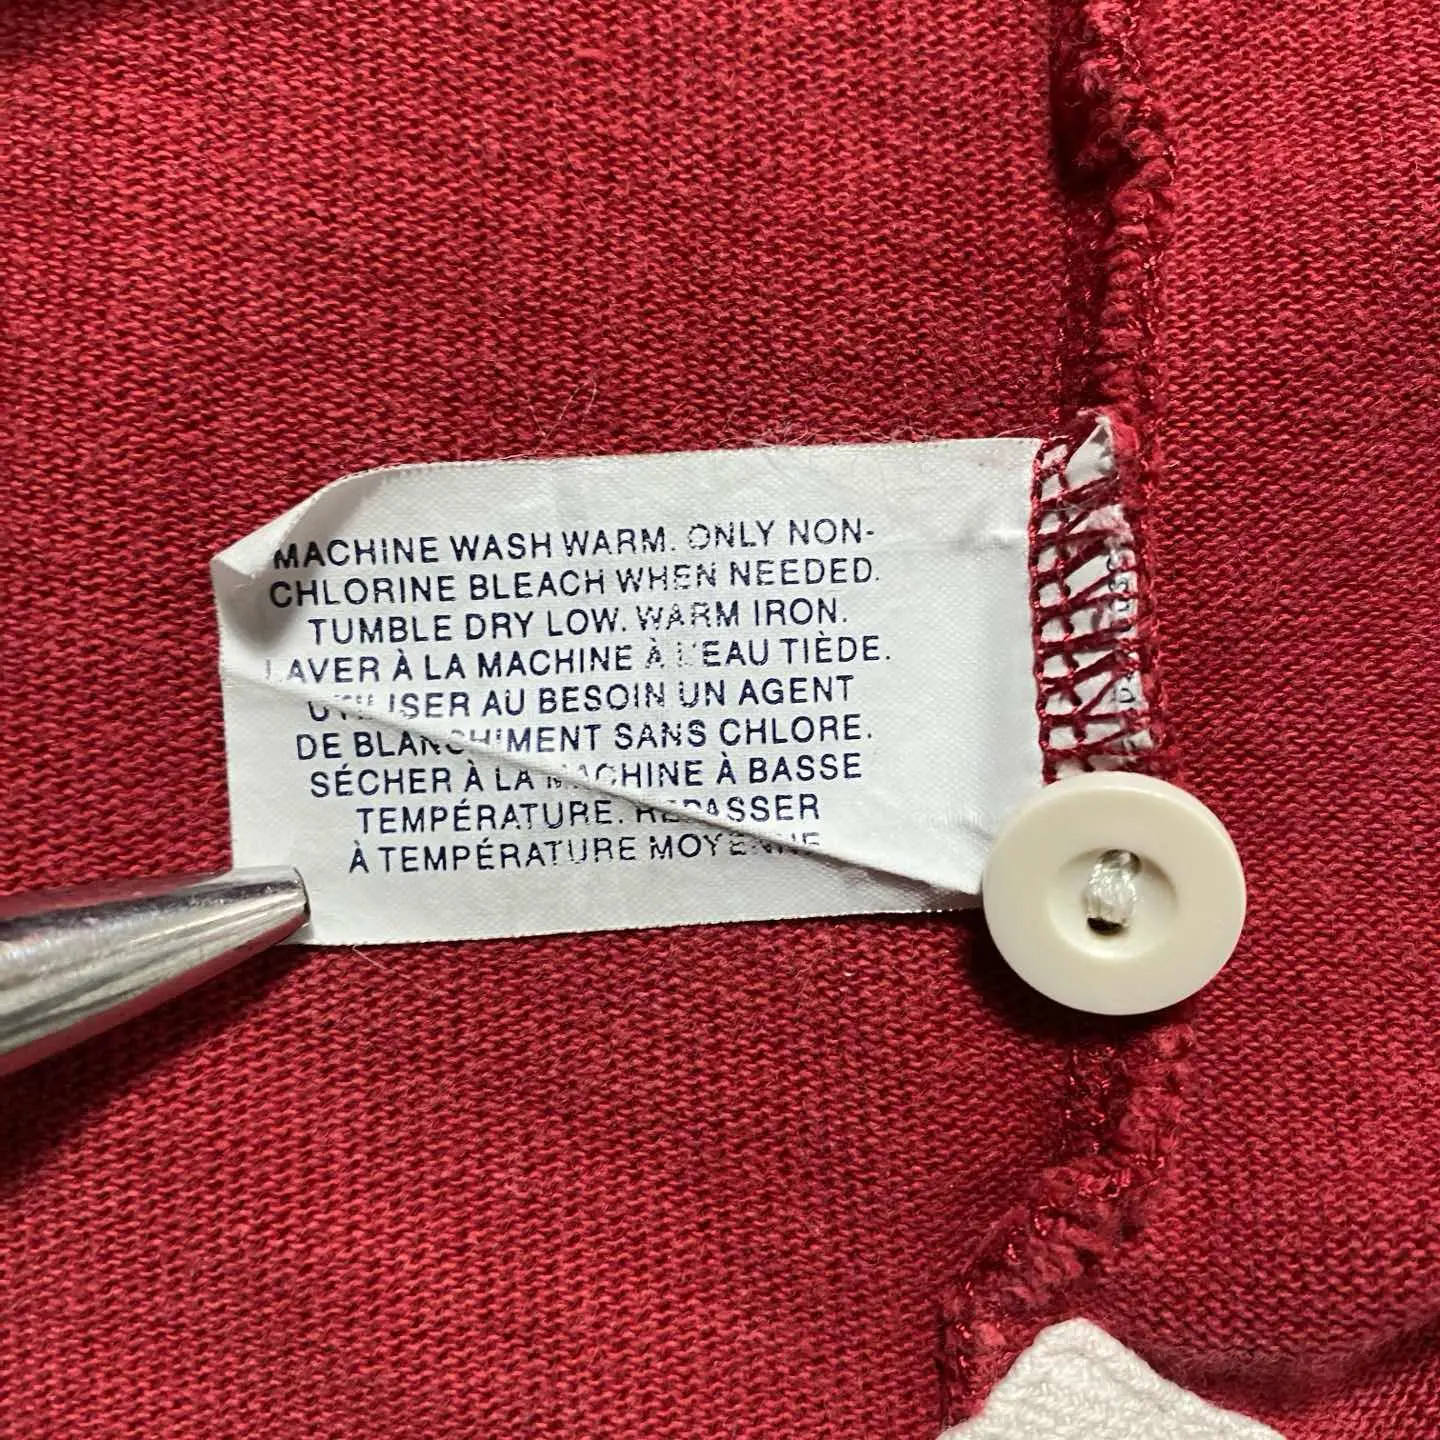 MACHINE WASH WARM. ONLY NON-
CHLORINE BLEACH WHEN NEEDED.
TUMBLE DRY LOW. WARM IRON.
LAVER À LA MACHINE À L'EAU TIÈDE.
UTILISER AU BESOIN UN AGENT
DE BLANCHIMENT SANS CHLORE.
SÉCHER À LA MACHINE À BASSE
TEMPÉRATURE. REPASSER
À TEMPÉRATURE MOYENNE